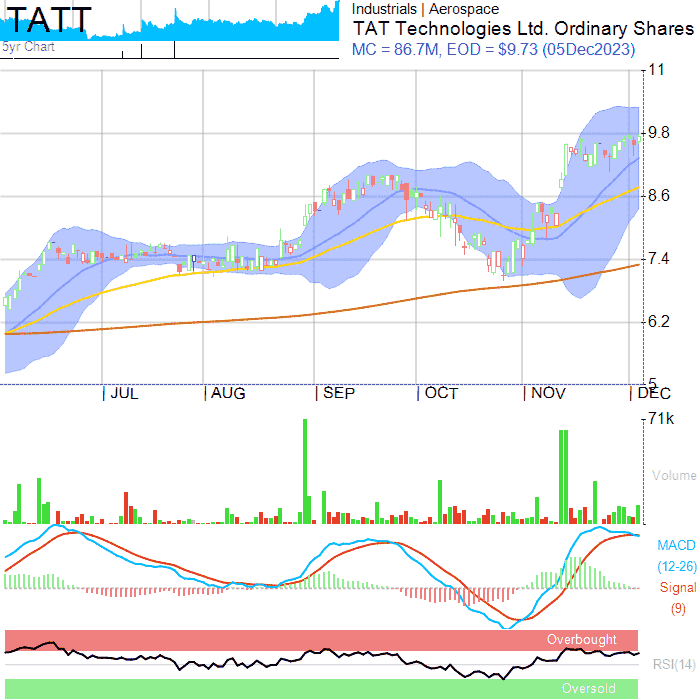 TATT
5yr Chart
Industrials | Aerospace
TAT Technologies Ltd. Ordinary Shares
MC = 86.7M, EOD = $9.73 (05Dec2023)
11
9.8
8.6
7.4
6.2
5
JUL AUG SEP OCT NOV DEC
71k
Volume
MACD
(12-26)
Signal
(9)
Overbought
RSI(14)
Oversold